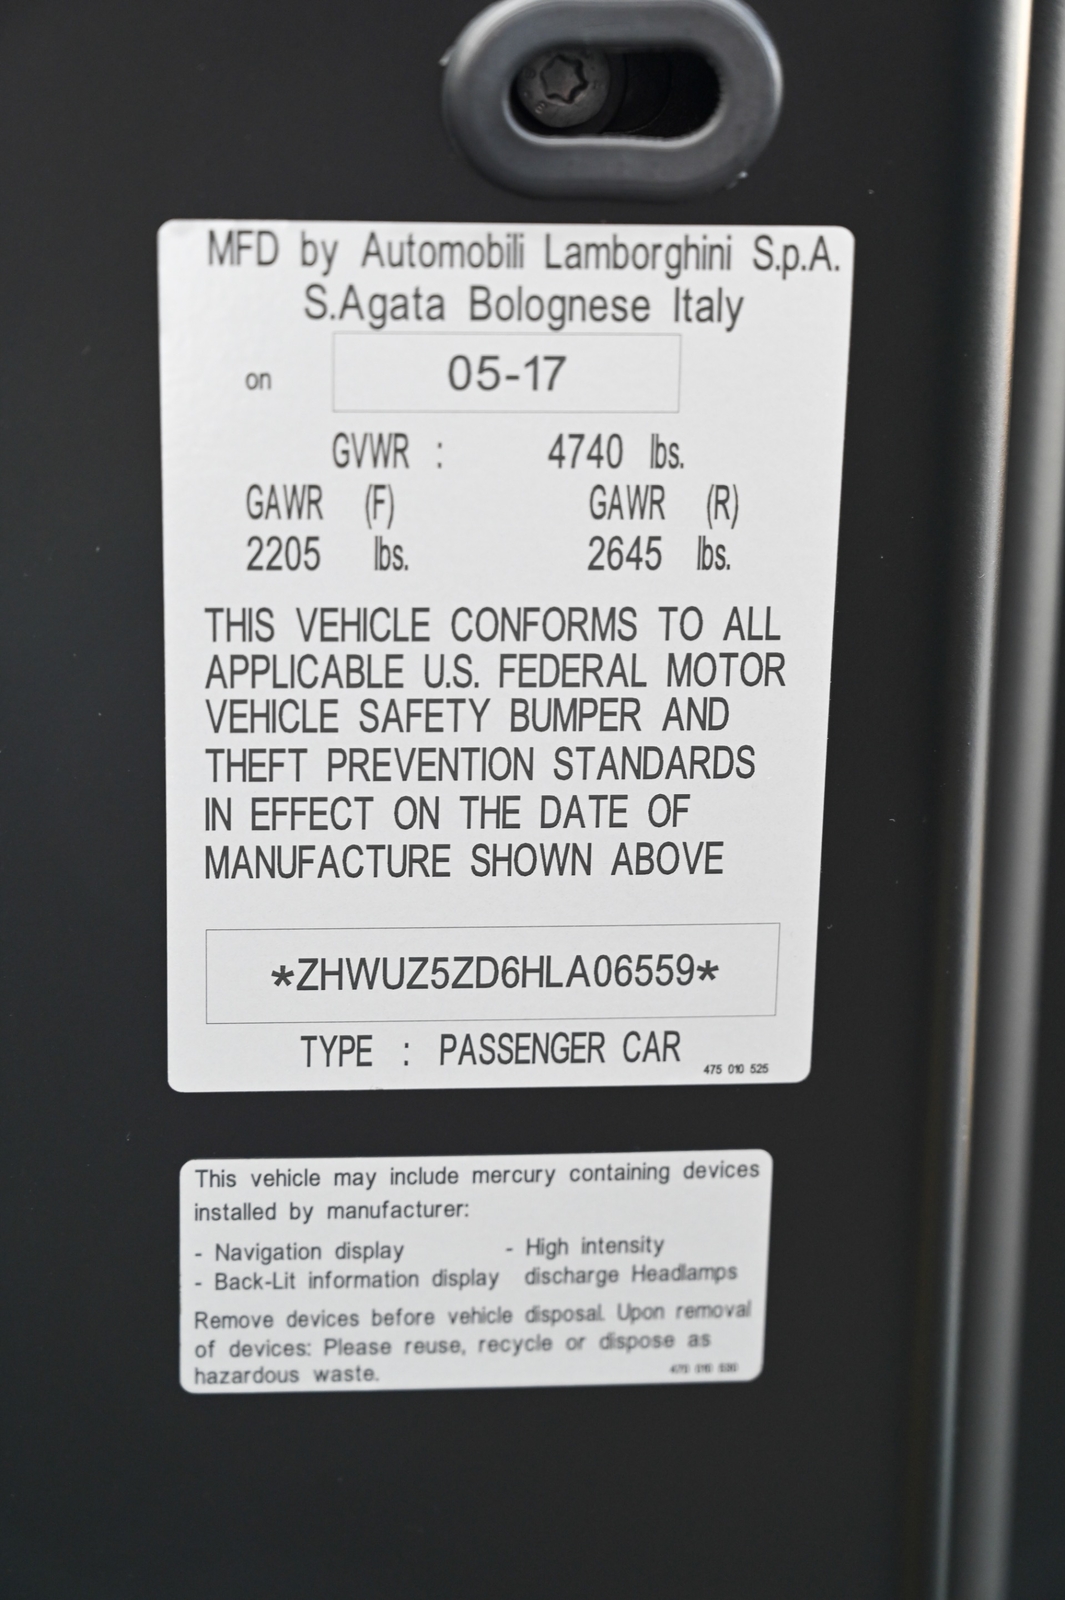 MFD by Automobili Lamborghini S.p.A.
S.Agata Bolognese Italy
on 05-17
GVWR : 4740 lbs.
GAWR (F) GAWR (R)
2205 lbs. 2645 lbs.
THIS VEHICLE CONFORMS TO ALL
APPLICABLE U.S. FEDERAL MOTOR
VEHICLE SAFETY BUMPER AND
THEFT PREVENTION STANDARDS
IN EFFECT ON THE DATE OF
MANUFACTURE SHOWN ABOVE
*ZHWUZ5ZD6HLA06559*
TYPE : PASSENGER CAR
475 010 525
This vehicle may include mercury containing devices
installed by manufacturer:
- Navigation display - High intensity
- Back-Lit information display discharge Headlamps
Remove devices before vehicle disposal. Upon removal
of devices: Please reuse, recycle or dispose as
hazardous waste.